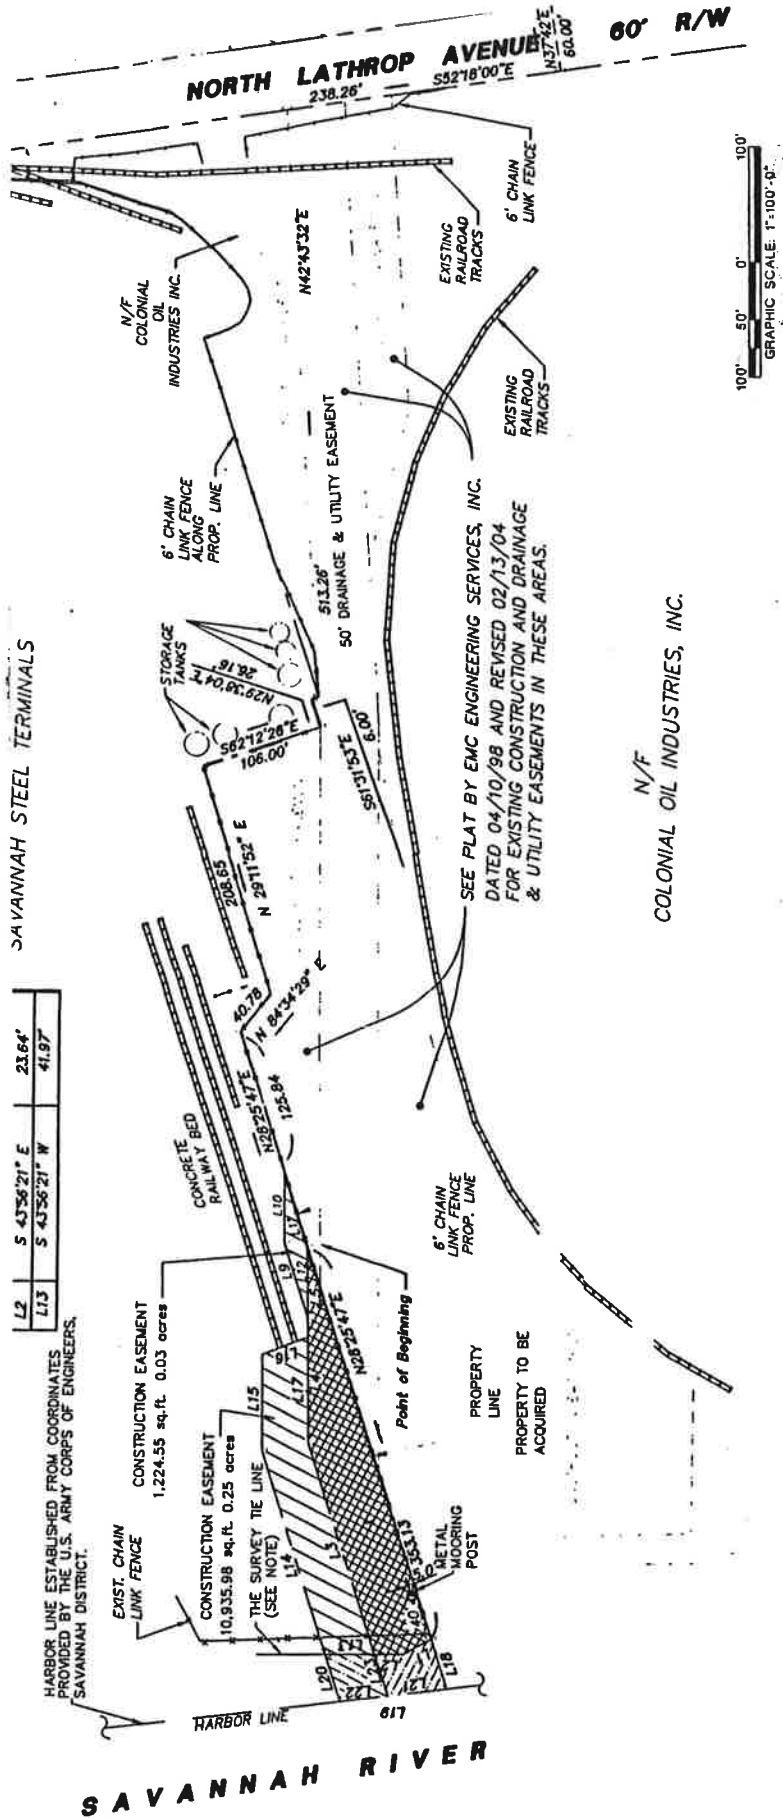 NORTH LATHROP AVENUE
60' R/W
238.26'
S52°18'00"E
N37°42'E
60.00'
6' CHAIN
LINK FENCE
EXISTING
RAILROAD
TRACKS
N42°43'32"E
N/F
COLONIAL
OIL
INDUSTRIES INC.
6' CHAIN
LINK FENCE
ALONG
PROP. LINE
EXISTING
RAILROAD
TRACKS
100' 50' 0' 100'
GRAPHIC SCALE: 1"=100'-0"
513.26'
50' DRAINAGE & UTILITY EASEMENT
STORAGE
TANKS
N29°38'04"E
26.16'
S62°12'26"E
106.00'
S61°31'53"E
6.00'
SEE PLAT BY EMC ENGINEERING SERVICES, INC.
DATED 04/10/98 AND REVISED 02/13/04
FOR EXISTING CONSTRUCTION AND DRAINAGE
& UTILITY EASEMENTS IN THESE AREAS.
N/F
COLONIAL OIL INDUSTRIES, INC.
SAVANNAH STEEL TERMINALS
L2 S 43°56'21" E 23.64'
L13 S 43°56'21" W 41.97'
208.65
N 29°11'52" E
40.78
N 84°34'29" E
N28°25'47"E
125.84
CONCRETE
RAILWAY BED
L10
L11
L9
L12
L16
L15
L17
L14
L3
6' CHAIN
LINK FENCE
PROP. LINE
N28°25'47"E
Point of Beginning
PROPERTY
LINE
PROPERTY TO BE
ACQUIRED
CONSTRUCTION EASEMENT
1,224.55 sq.ft. 0.03 acres
CONSTRUCTION EASEMENT
10,935.98 sq.ft. 0.25 acres
THE SURVEY TIE LINE
(SEE NOTE)
EXIST. CHAIN
LINK FENCE
HARBOR LINE ESTABLISHED FROM COORDINATES
PROVIDED BY THE U.S. ARMY CORPS OF ENGINEERS,
SAVANNAH DISTRICT.
353.13
METAL
MOORING
POST
L20
L22
L21
L18
L19
HARBOR LINE
SAVANNAH RIVER